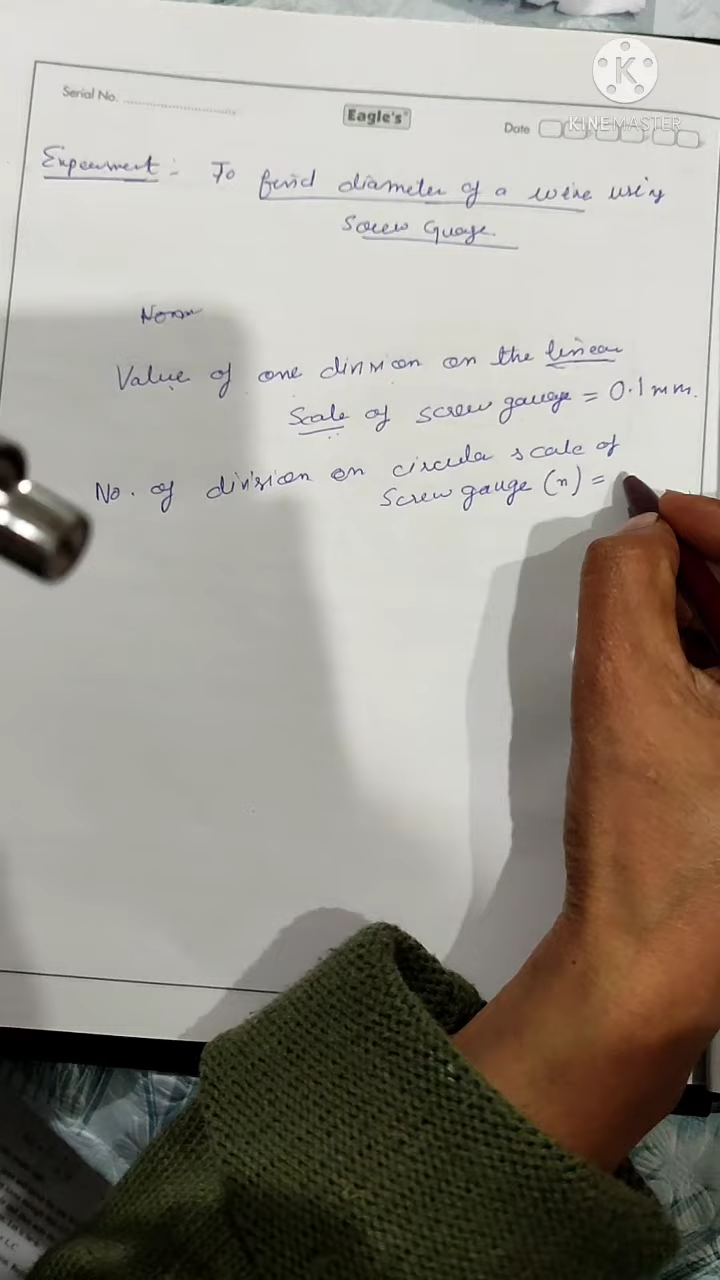 KINEMASTER
Serial No.
Eagle's
Date
Experiment :- To find diameter of a wire using
Screw Guage.
Value of one division on the linear
Scale of screw gauge = 0.1 mm.
No. of division on circular scale of
Screw gauge (n) =